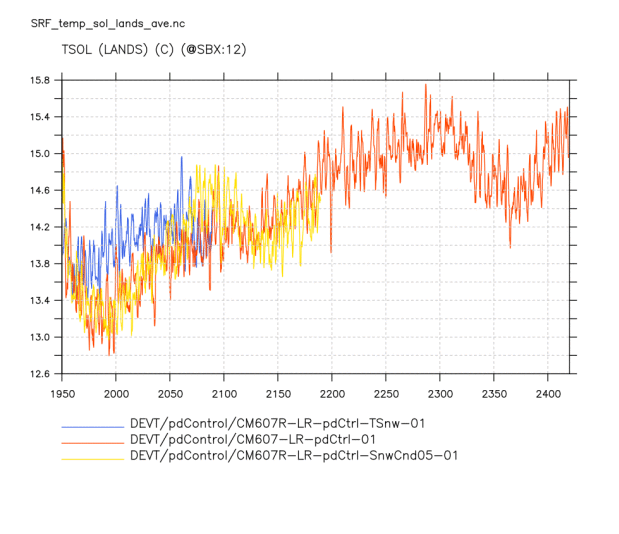 SRF_temp_sol_lands_ave.nc
TSOL (LANDS) (C) (@SBX:12)
15.8
15.4
15.0
14.6
14.2
13.8
13.4
13.0
12.6
1950 2000 2050 2100 2150 2200 2250 2300 2350 2400
DEVT/pdControl/CM607R-LR-pdCtrl-TSnw-01
DEVT/pdControl/CM607-LR-pdCtrl-01
DEVT/pdControl/CM607R-LR-pdCtrl-SnwCnd05-01